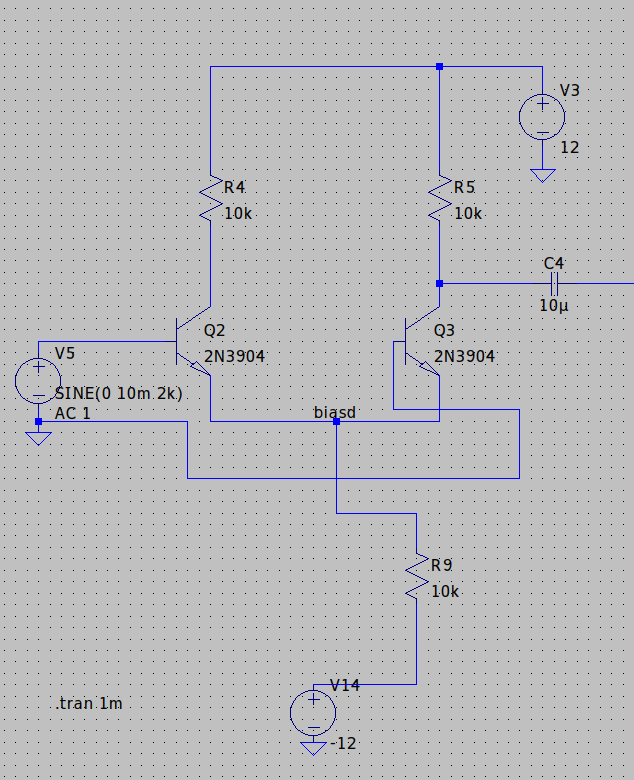 V3
12
R4
10k
R5
10k
C4
10µ
Q2
2N3904
Q3
2N3904
V5
SINE(0 10m 2k)
AC 1
biasd
R9
10k
V14
-12
.tran 1m